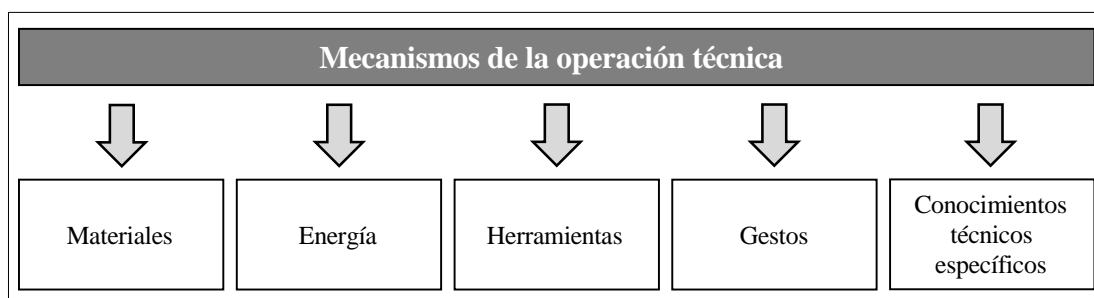 Mecanismos de la operación técnica
Materiales
Energía
Herramientas
Gestos
Conocimientos
técnicos
específicos